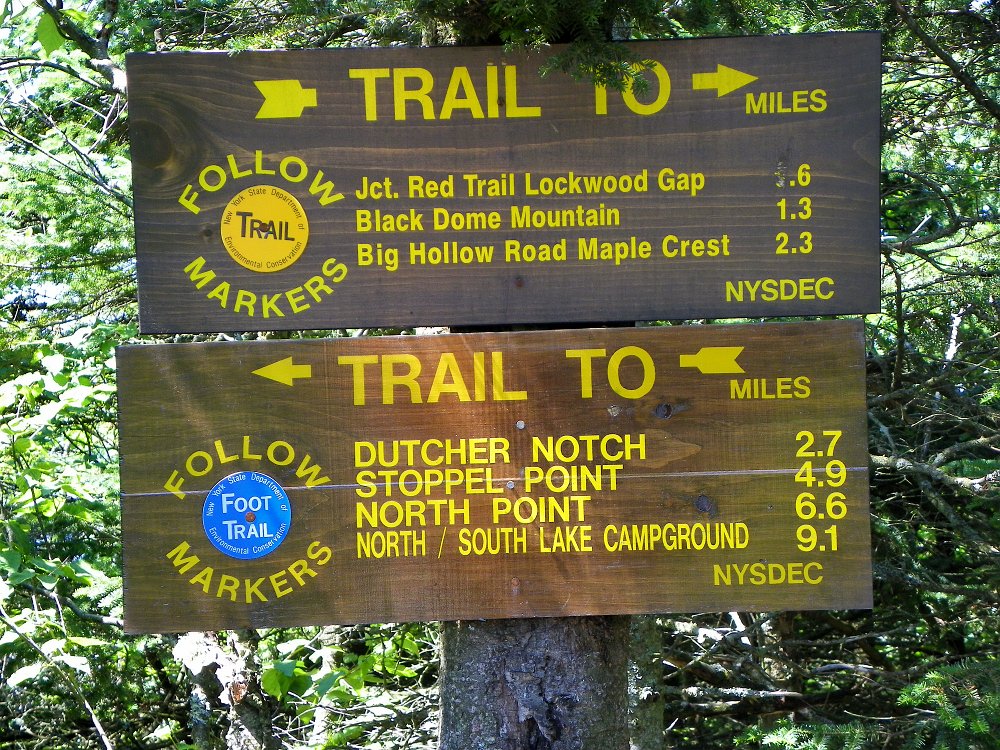 TRAIL TO
MILES
FOLLOW
New York State Department of
TRAIL
Environmental Conservation
MARKERS
Jct. Red Trail Lockwood Gap .6
Black Dome Mountain 1.3
Big Hollow Road Maple Crest 2.3
NYSDEC
TRAIL TO
MILES
FOLLOW
New York State Department of
FOOT
TRAIL
Environmental Conservation
MARKERS
DUTCHER NOTCH 2.7
STOPPEL POINT 4.9
NORTH POINT 6.6
NORTH / SOUTH LAKE CAMPGROUND 9.1
NYSDEC